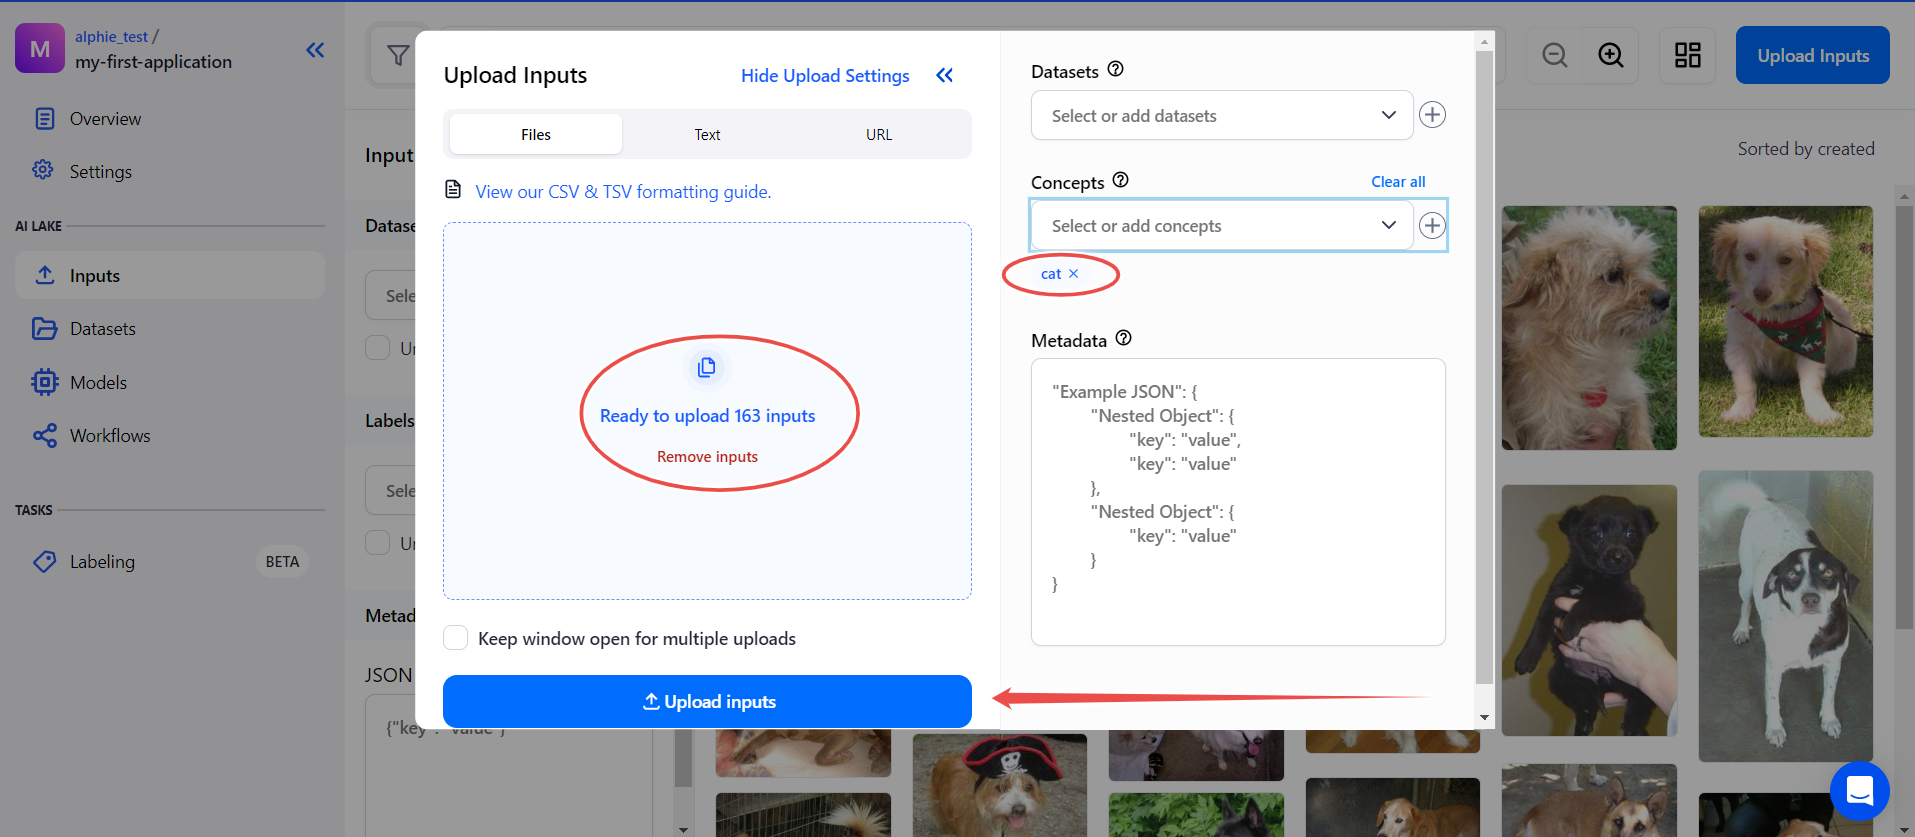 M
alphie_test /
my-first-application
Overview
Settings
AI LAKE
Inputs
Datasets
Models
Workflows
TASKS
Labeling
BETA
Input
Datase
Sele
Un
Labels
Sele
Un
Metad
JSON
{"key": "value"}
Upload Inputs
Hide Upload Settings
Files
Text
URL
View our CSV & TSV formatting guide.
Ready to upload 163 inputs
Remove inputs
Keep window open for multiple uploads
Upload inputs
Datasets
Select or add datasets
Concepts
Clear all
Select or add concepts
cat ×
Metadata
"Example JSON": {
"Nested Object": {
"key": "value",
"key": "value"
},
"Nested Object": {
"key": "value"
}
}
Upload Inputs
Sorted by created